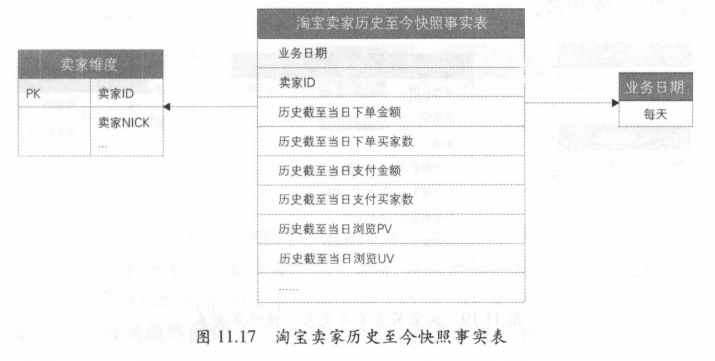 卖家维度
PK 卖家ID
卖家NICK
...
淘宝卖家历史至今快照事实表
业务日期
卖家ID
历史截至当日下单金额
历史截至当日下单买家数
历史截至当日支付金额
历史截至当日支付买家数
历史截至当日浏览PV
历史截至当日浏览UV
......
业务日期
每天
图 11.17 淘宝卖家历史至今快照事实表